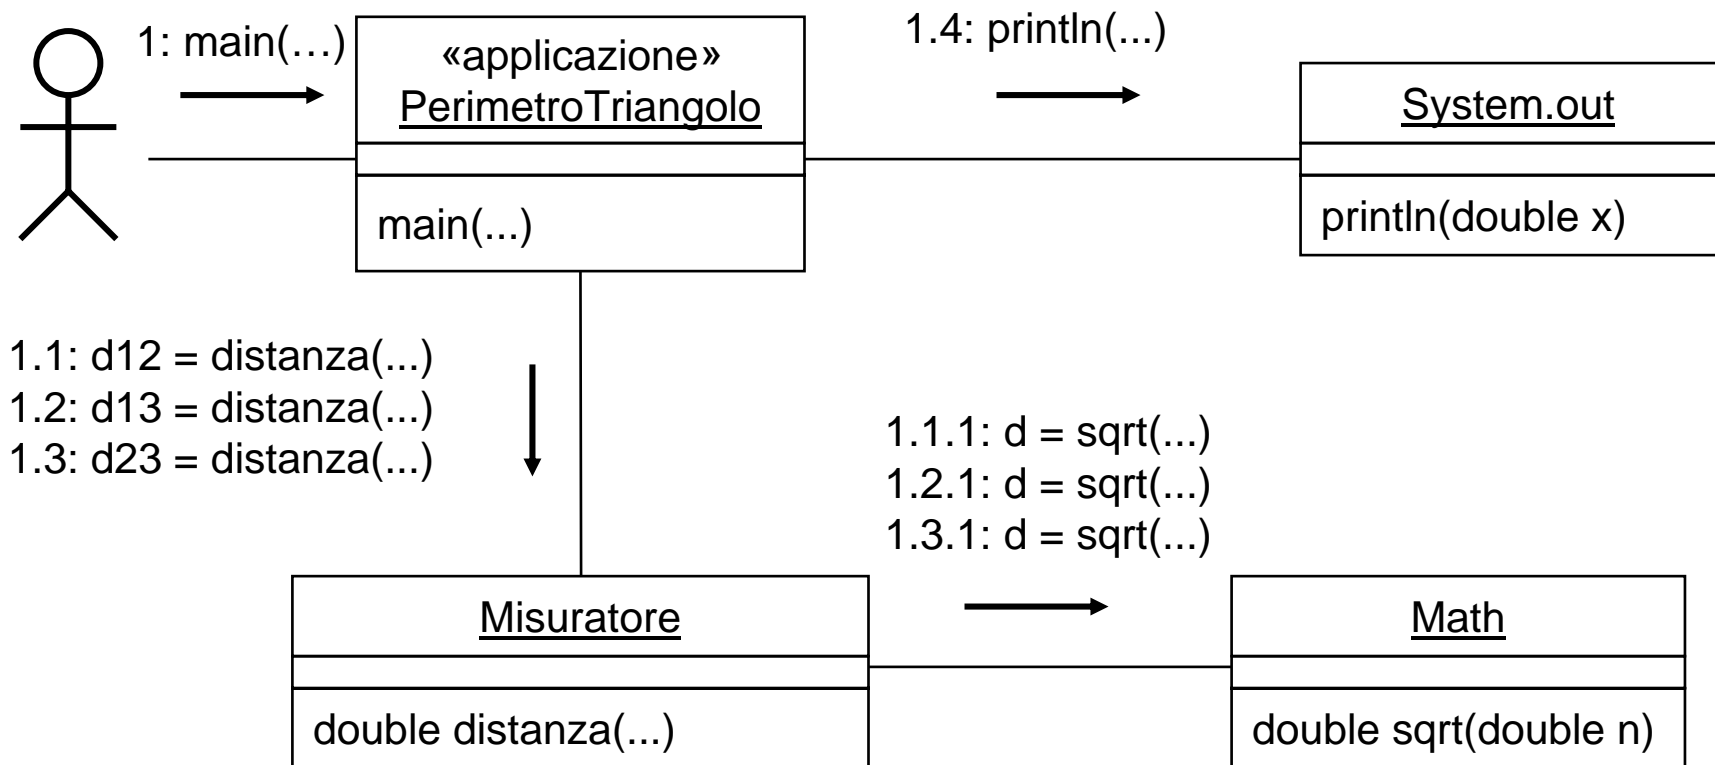 1: main(…)
«applicazione»
PerimetroTriangolo
main(...)
1.4: println(...)
System.out
println(double x)
1.1: d12 = distanza(...)
1.2: d13 = distanza(...)
1.3: d23 = distanza(...)
1.1.1: d = sqrt(...)
1.2.1: d = sqrt(...)
1.3.1: d = sqrt(...)
Misuratore
double distanza(...)
Math
double sqrt(double n)